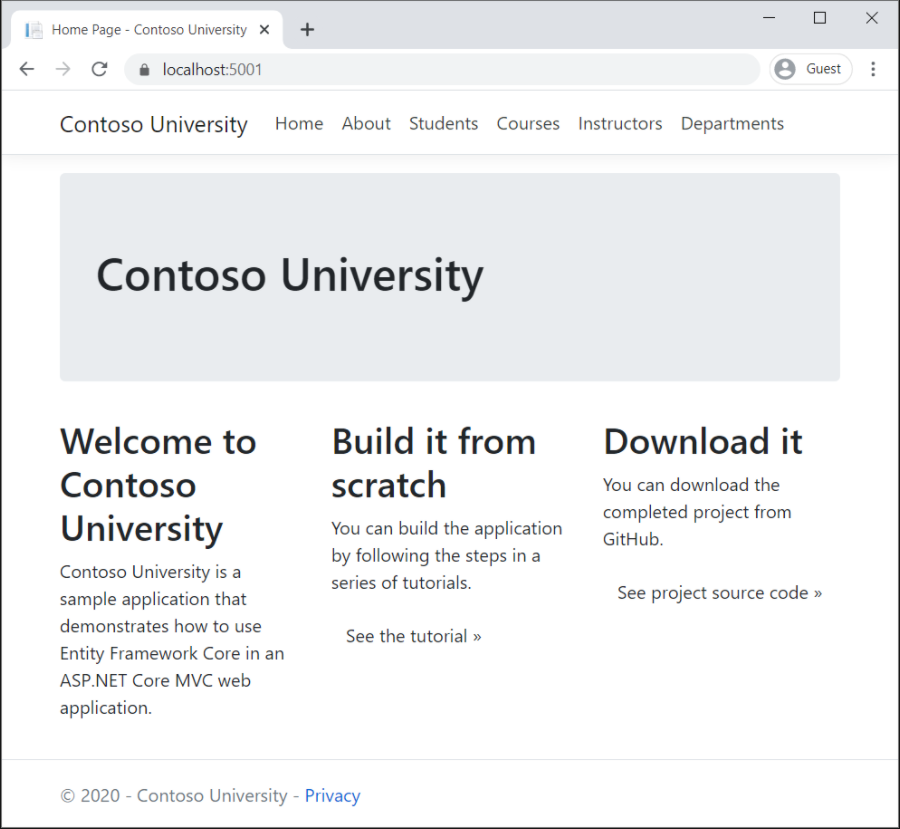 Home Page - Contoso University
localhost:5001
Guest
Contoso University Home About Students Courses Instructors Departments
Contoso University
Welcome to
Contoso
University
Contoso University is a
sample application that
demonstrates how to use
Entity Framework Core in an
ASP.NET Core MVC web
application.
Build it from
scratch
You can build the application
by following the steps in a
series of tutorials.
See the tutorial »
Download it
You can download the
completed project from
GitHub.
See project source code »
© 2020 - Contoso University - Privacy